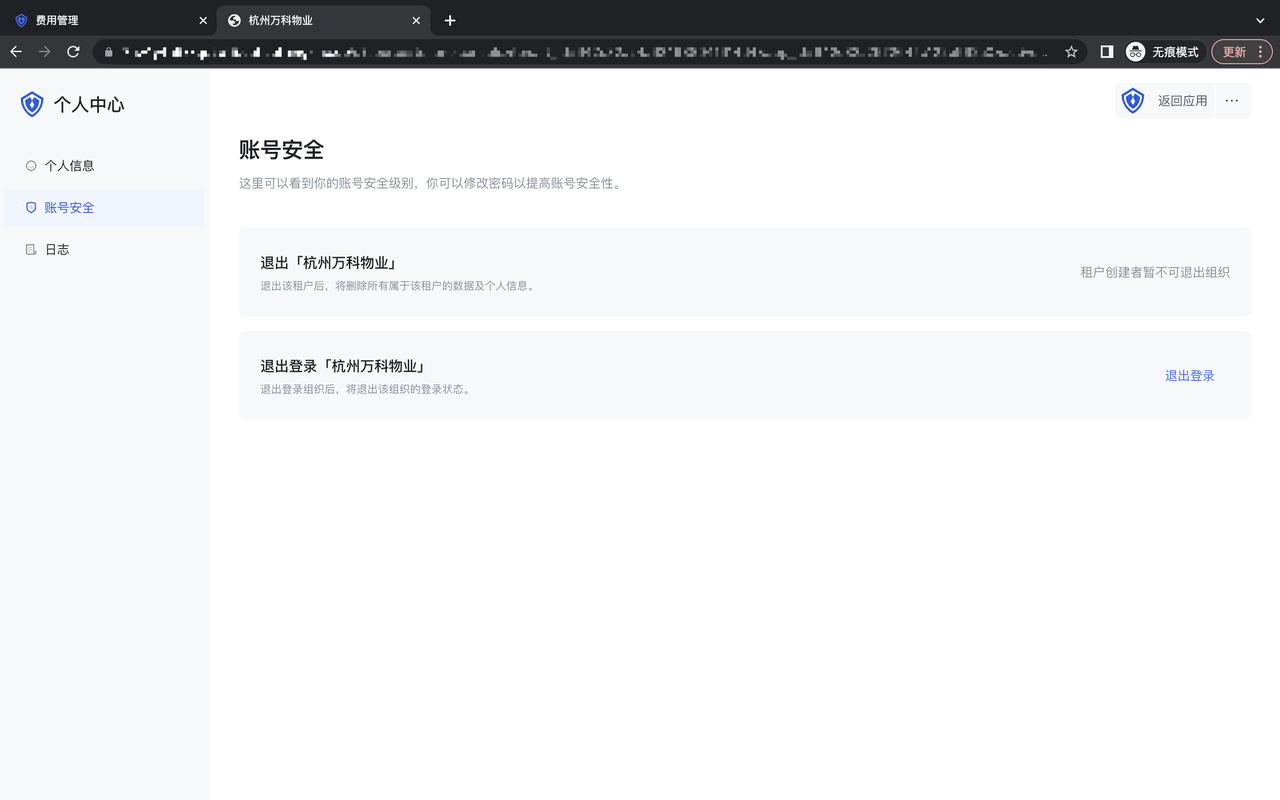 费用管理
杭州万科物业
无痕模式
更新
个人中心
返回应用
个人信息
账号安全
日志
账号安全
这里可以看到你的账号安全级别，你可以修改密码以提高账号安全性。
退出「杭州万科物业」
退出该租户后，将删除所有属于该租户的数据及个人信息。
租户创建者暂不可退出组织
退出登录「杭州万科物业」
退出登录组织后，将退出该组织的登录状态。
退出登录